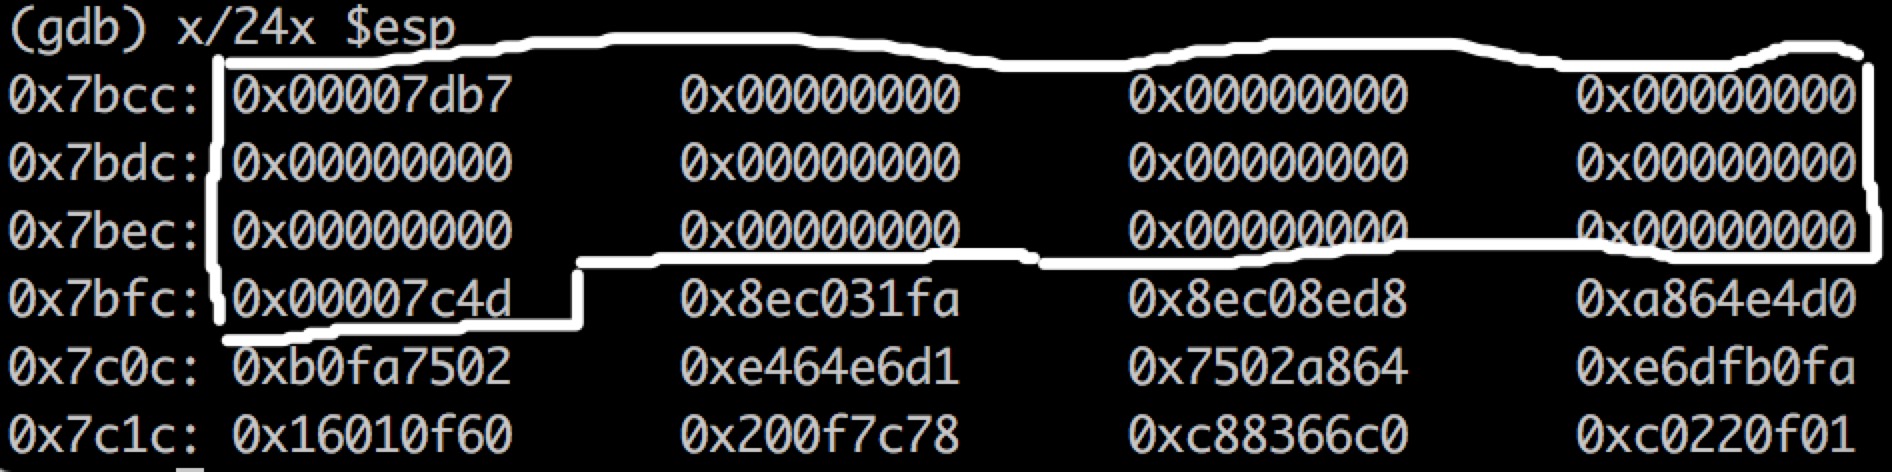 (gdb) x/24x $esp
0x7bcc: 0x00007db7 0x00000000 0x00000000 0x00000000
0x7bdc: 0x00000000 0x00000000 0x00000000 0x00000000
0x7bec: 0x00000000 0x00000000 0x00000000 0x00000000
0x7bfc: 0x00007c4d 0x8ec031fa 0x8ec08ed8 0xa864e4d0
0x7c0c: 0xb0fa7502 0xe464e6d1 0x7502a864 0xe6dfb0fa
0x7c1c: 0x16010f60 0x200f7c78 0xc88366c0 0xc0220f01